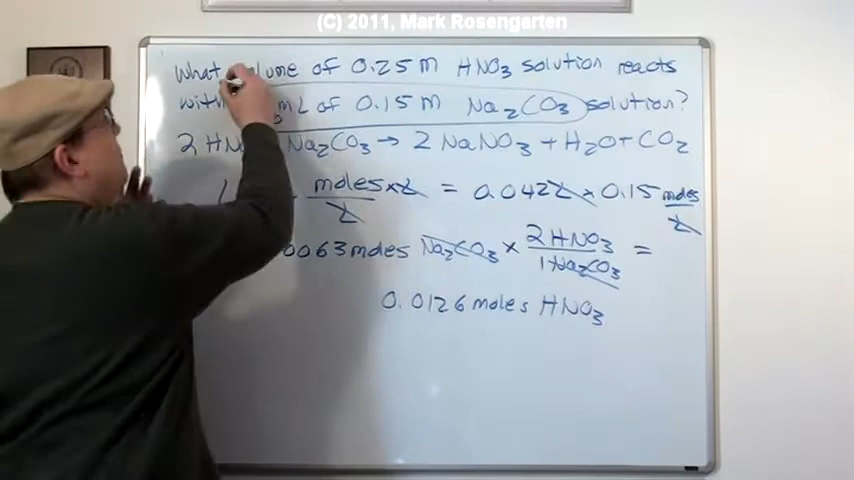 (C) 2011, Mark Rosengarten
What volume of 0.25 M HNO₃ solution reacts
with mL of 0.15 M Na₂CO₃ solution?
2 HN Na₂CO₃ → 2 NaNO₃ + H₂O + CO₂
moles/L × L = 0.042 L × 0.15 moles/L
0063 moles Na₂CO₃ × 2 HNO₃/1 Na₂CO₃ =
0.0126 moles HNO₃